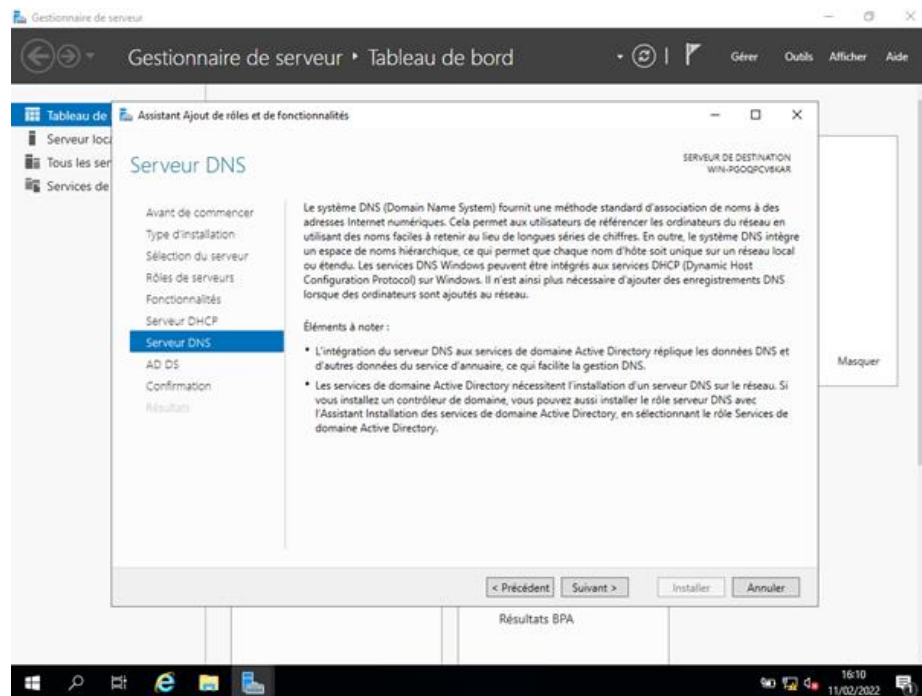 Gestionnaire de serveur
Gestionnaire de serveur ‣ Tableau de bord
Gérer Outils Afficher Aide
Tableau de
Serveur loca
Tous les ser
Services de
Assistant Ajout de rôles et de fonctionnalités
Serveur DNS
SERVEUR DE DESTINATION
Avant de commencer
Type d'installation
Sélection du serveur
Rôles de serveurs
Fonctionnalités
Serveur DHCP
Serveur DNS
AD DS
Confirmation
Résultats
Le système DNS (Domain Name System) fournit une méthode standard d'association de noms à des
adresses Internet numériques. Cela permet aux utilisateurs de référencer les ordinateurs du réseau en
utilisant des noms faciles à retenir au lieu de longues séries de chiffres. En outre, le système DNS intègre
un espace de noms hiérarchique, ce qui permet que chaque nom d'hôte soit unique sur un réseau local
ou étendu. Les services DNS Windows peuvent être intégrés aux services DHCP (Dynamic Host
Configuration Protocol) sur Windows. Il n'est ainsi plus nécessaire d'ajouter des enregistrements DNS
lorsque des ordinateurs sont ajoutés au réseau.
Éléments à noter :
• L'intégration du serveur DNS aux services de domaine Active Directory réplique les données DNS et
d'autres données du service d'annuaire, ce qui facilite la gestion DNS.
• Les services de domaine Active Directory nécessitent l'installation d'un serveur DNS sur le réseau. Si
vous installez un contrôleur de domaine, vous pouvez aussi installer le rôle serveur DNS avec
l'Assistant Installation des services de domaine Active Directory, en sélectionnant le rôle Services de
domaine Active Directory.
Masquer
< Précédent Suivant > Installer Annuler
Résultats BPA
16:10
11/02/2022